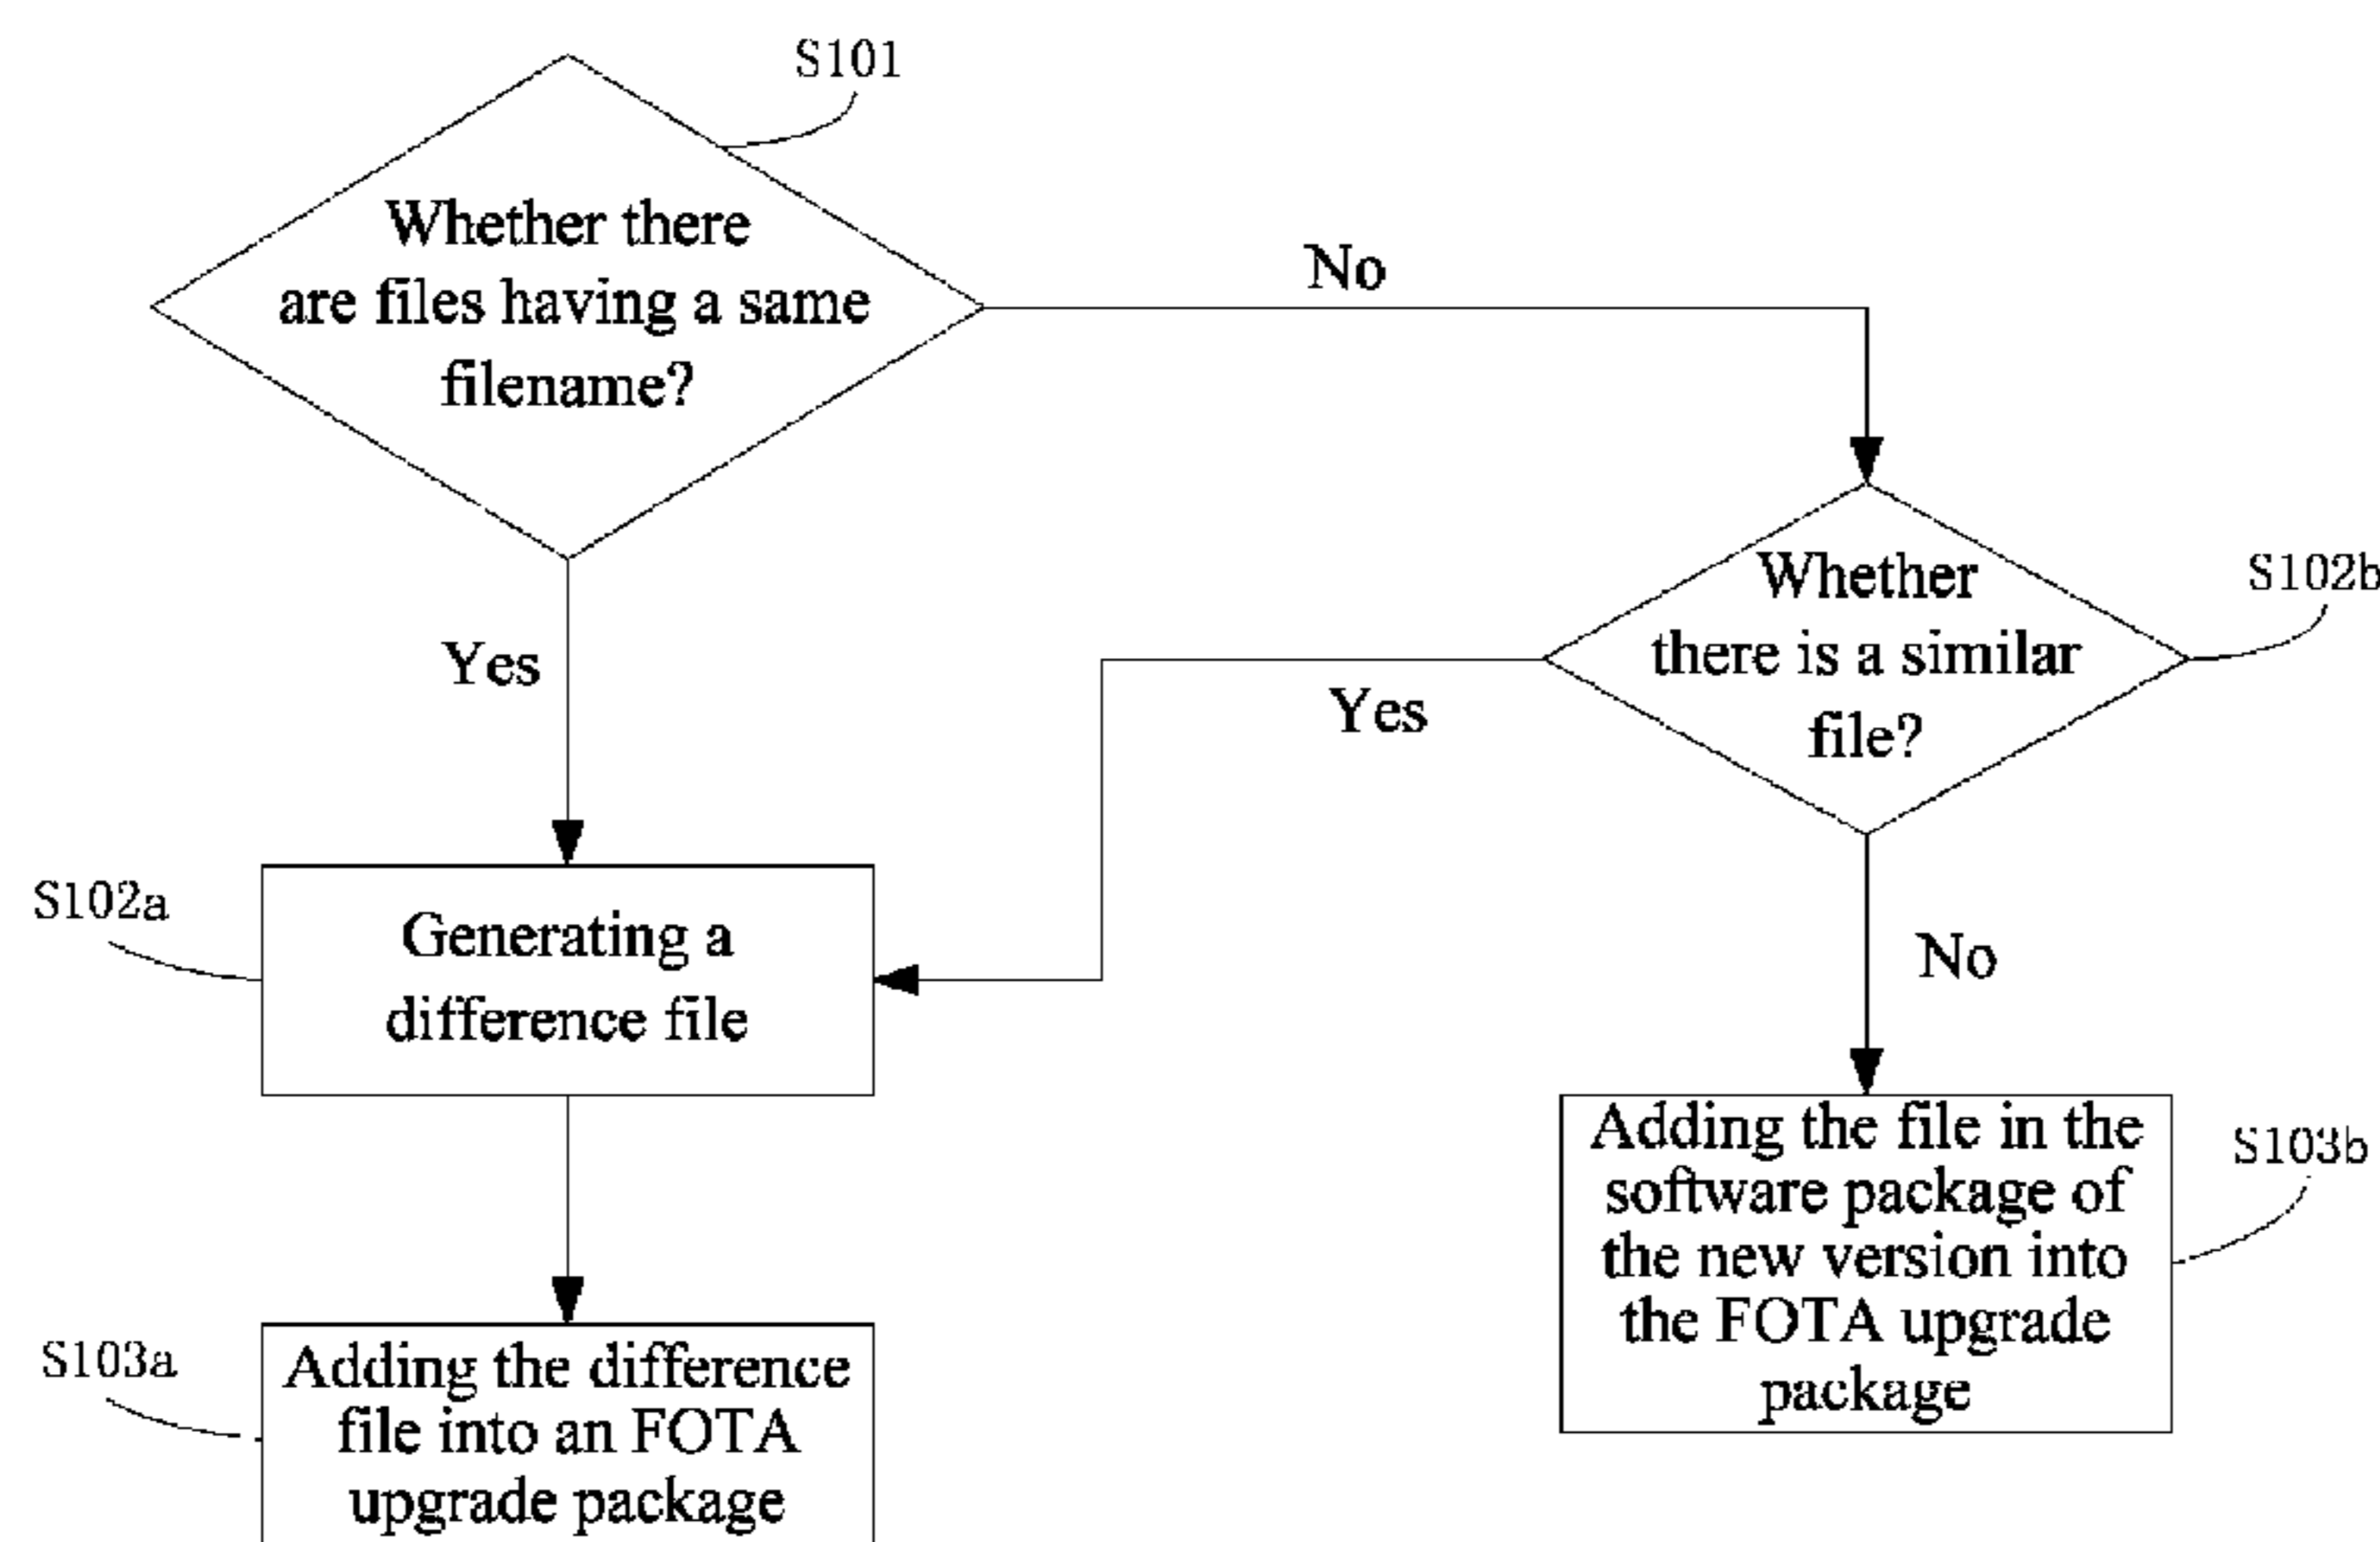 S101
Whether there
are files having a same
filename?
No
Whether
there is a similar
file?
S102b
Yes
Yes
S102a
Generating a
difference file
No
Adding the file in the
software package of
the new version into
the FOTA upgrade
package
S103b
S103a
Adding the difference
file into an FOTA
upgrade package